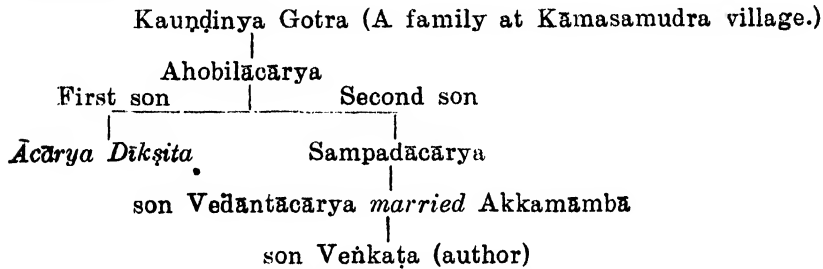 Kauṇḍinya Gotra (A family at Kāmasamudra village.)
Ahobilācārya
First son Second son
Ācārya Dīkṣita Sampadācārya
son Vedāntācārya married Akkamāmbā
son Veṅkaṭa (author)